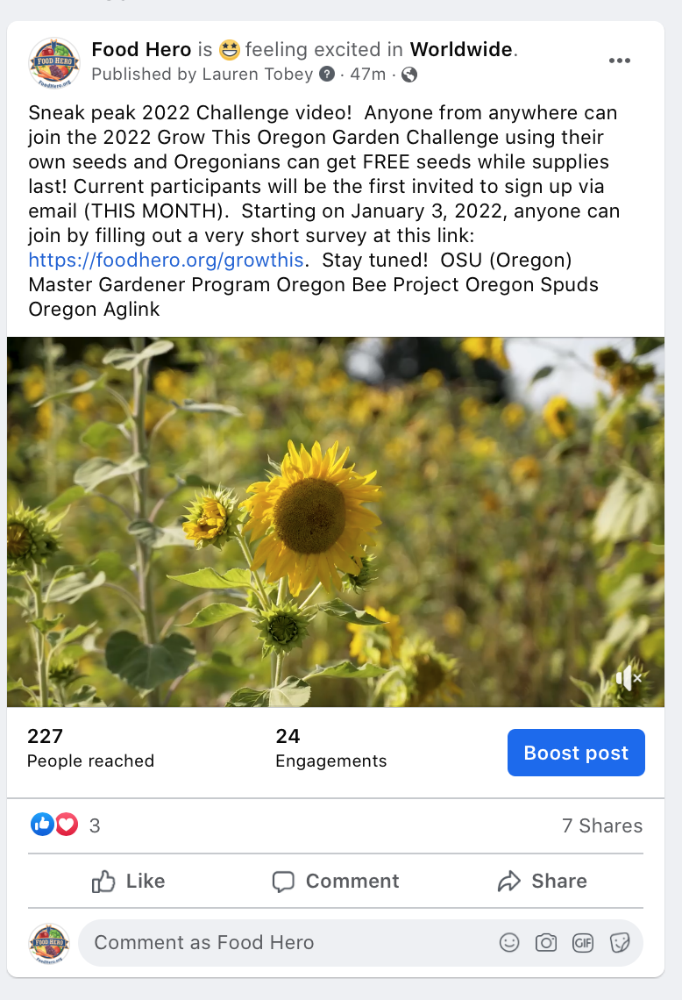 Food Hero is 🤩 feeling excited in Worldwide.
Published by Lauren Tobey ? · 47m ·
Sneak peak 2022 Challenge video!  Anyone from anywhere can
join the 2022 Grow This Oregon Garden Challenge using their
own seeds and Oregonians can get FREE seeds while supplies
last! Current participants will be the first invited to sign up via
email (THIS MONTH).  Starting on January 3, 2022, anyone can
join by filling out a very short survey at this link:
https://foodhero.org/growthis.  Stay tuned!  OSU (Oregon)
Master Gardener Program Oregon Bee Project Oregon Spuds
Oregon Aglink
FOOD HERO
FoodHero.org
227
People reached
24
Engagements
Boost post
3
7 Shares
Like
Comment
Share
FOOD HERO
FoodHero.org
Comment as Food Hero
GIF